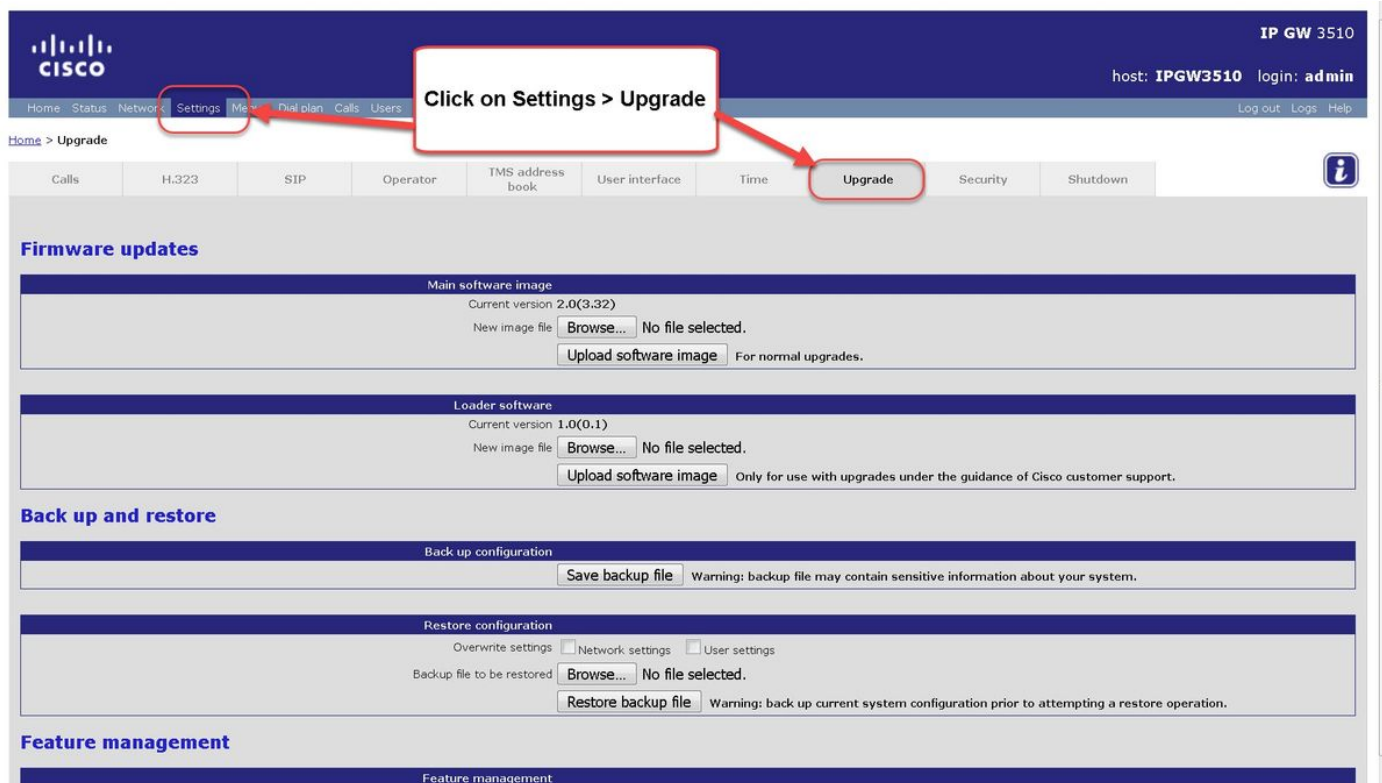 IP GW 3510
CISCO
host: IPGW3510 login: admin
Home Status Network Settings Dial plan Calls Users
Click on Settings > Upgrade
Log out Logs Help
Home > Upgrade
Calls H.323 SIP Operator TMS address book User interface Time Upgrade Security Shutdown
i
Firmware updates
Main software image
Current version 2.0(3.32)
New image file Browse... No file selected.
Upload software image For normal upgrades.
Loader software
Current version 1.0(0.1)
New image file Browse... No file selected.
Upload software image Only for use with upgrades under the guidance of Cisco customer support.
Back up and restore
Back up configuration
Save backup file Warning: backup file may contain sensitive information about your system.
Restore configuration
Overwrite settings Network settings User settings
Backup file to be restored Browse... No file selected.
Restore backup file Warning: back up current system configuration prior to attempting a restore operation.
Feature management
Feature management